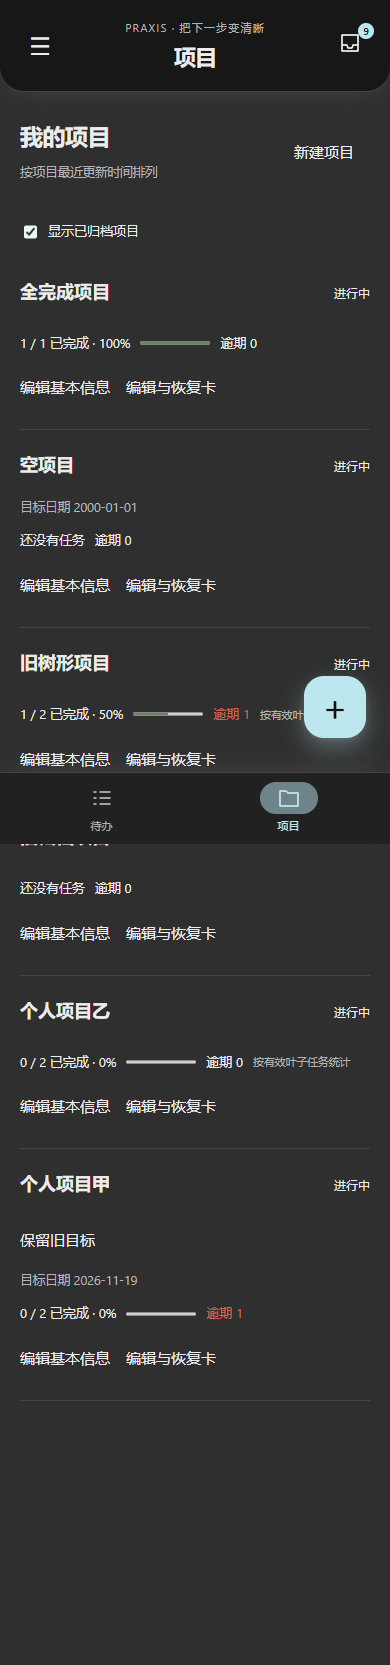 PRAXIS · 把下一步变清晰
项目
9
我的项目
按项目最近更新时间排列
新建项目
显示已归档项目
全完成项目
进行中
1 / 1 已完成 · 100% 逾期 0
编辑基本信息 编辑与恢复卡
空项目
进行中
目标日期 2000-01-01
还没有任务 逾期 0
编辑基本信息 编辑与恢复卡
旧树形项目
进行中
1 / 2 已完成 · 50% 逾期 1 按有效叶
编辑基本信息 编辑与恢复卡
待办
项目
还没有任务 逾期 0
编辑基本信息 编辑与恢复卡
个人项目乙
进行中
0 / 2 已完成 · 0% 逾期 0 按有效叶子任务统计
编辑基本信息 编辑与恢复卡
个人项目甲
进行中
保留旧目标
目标日期 2026-11-19
0 / 2 已完成 · 0% 逾期 1
编辑基本信息 编辑与恢复卡